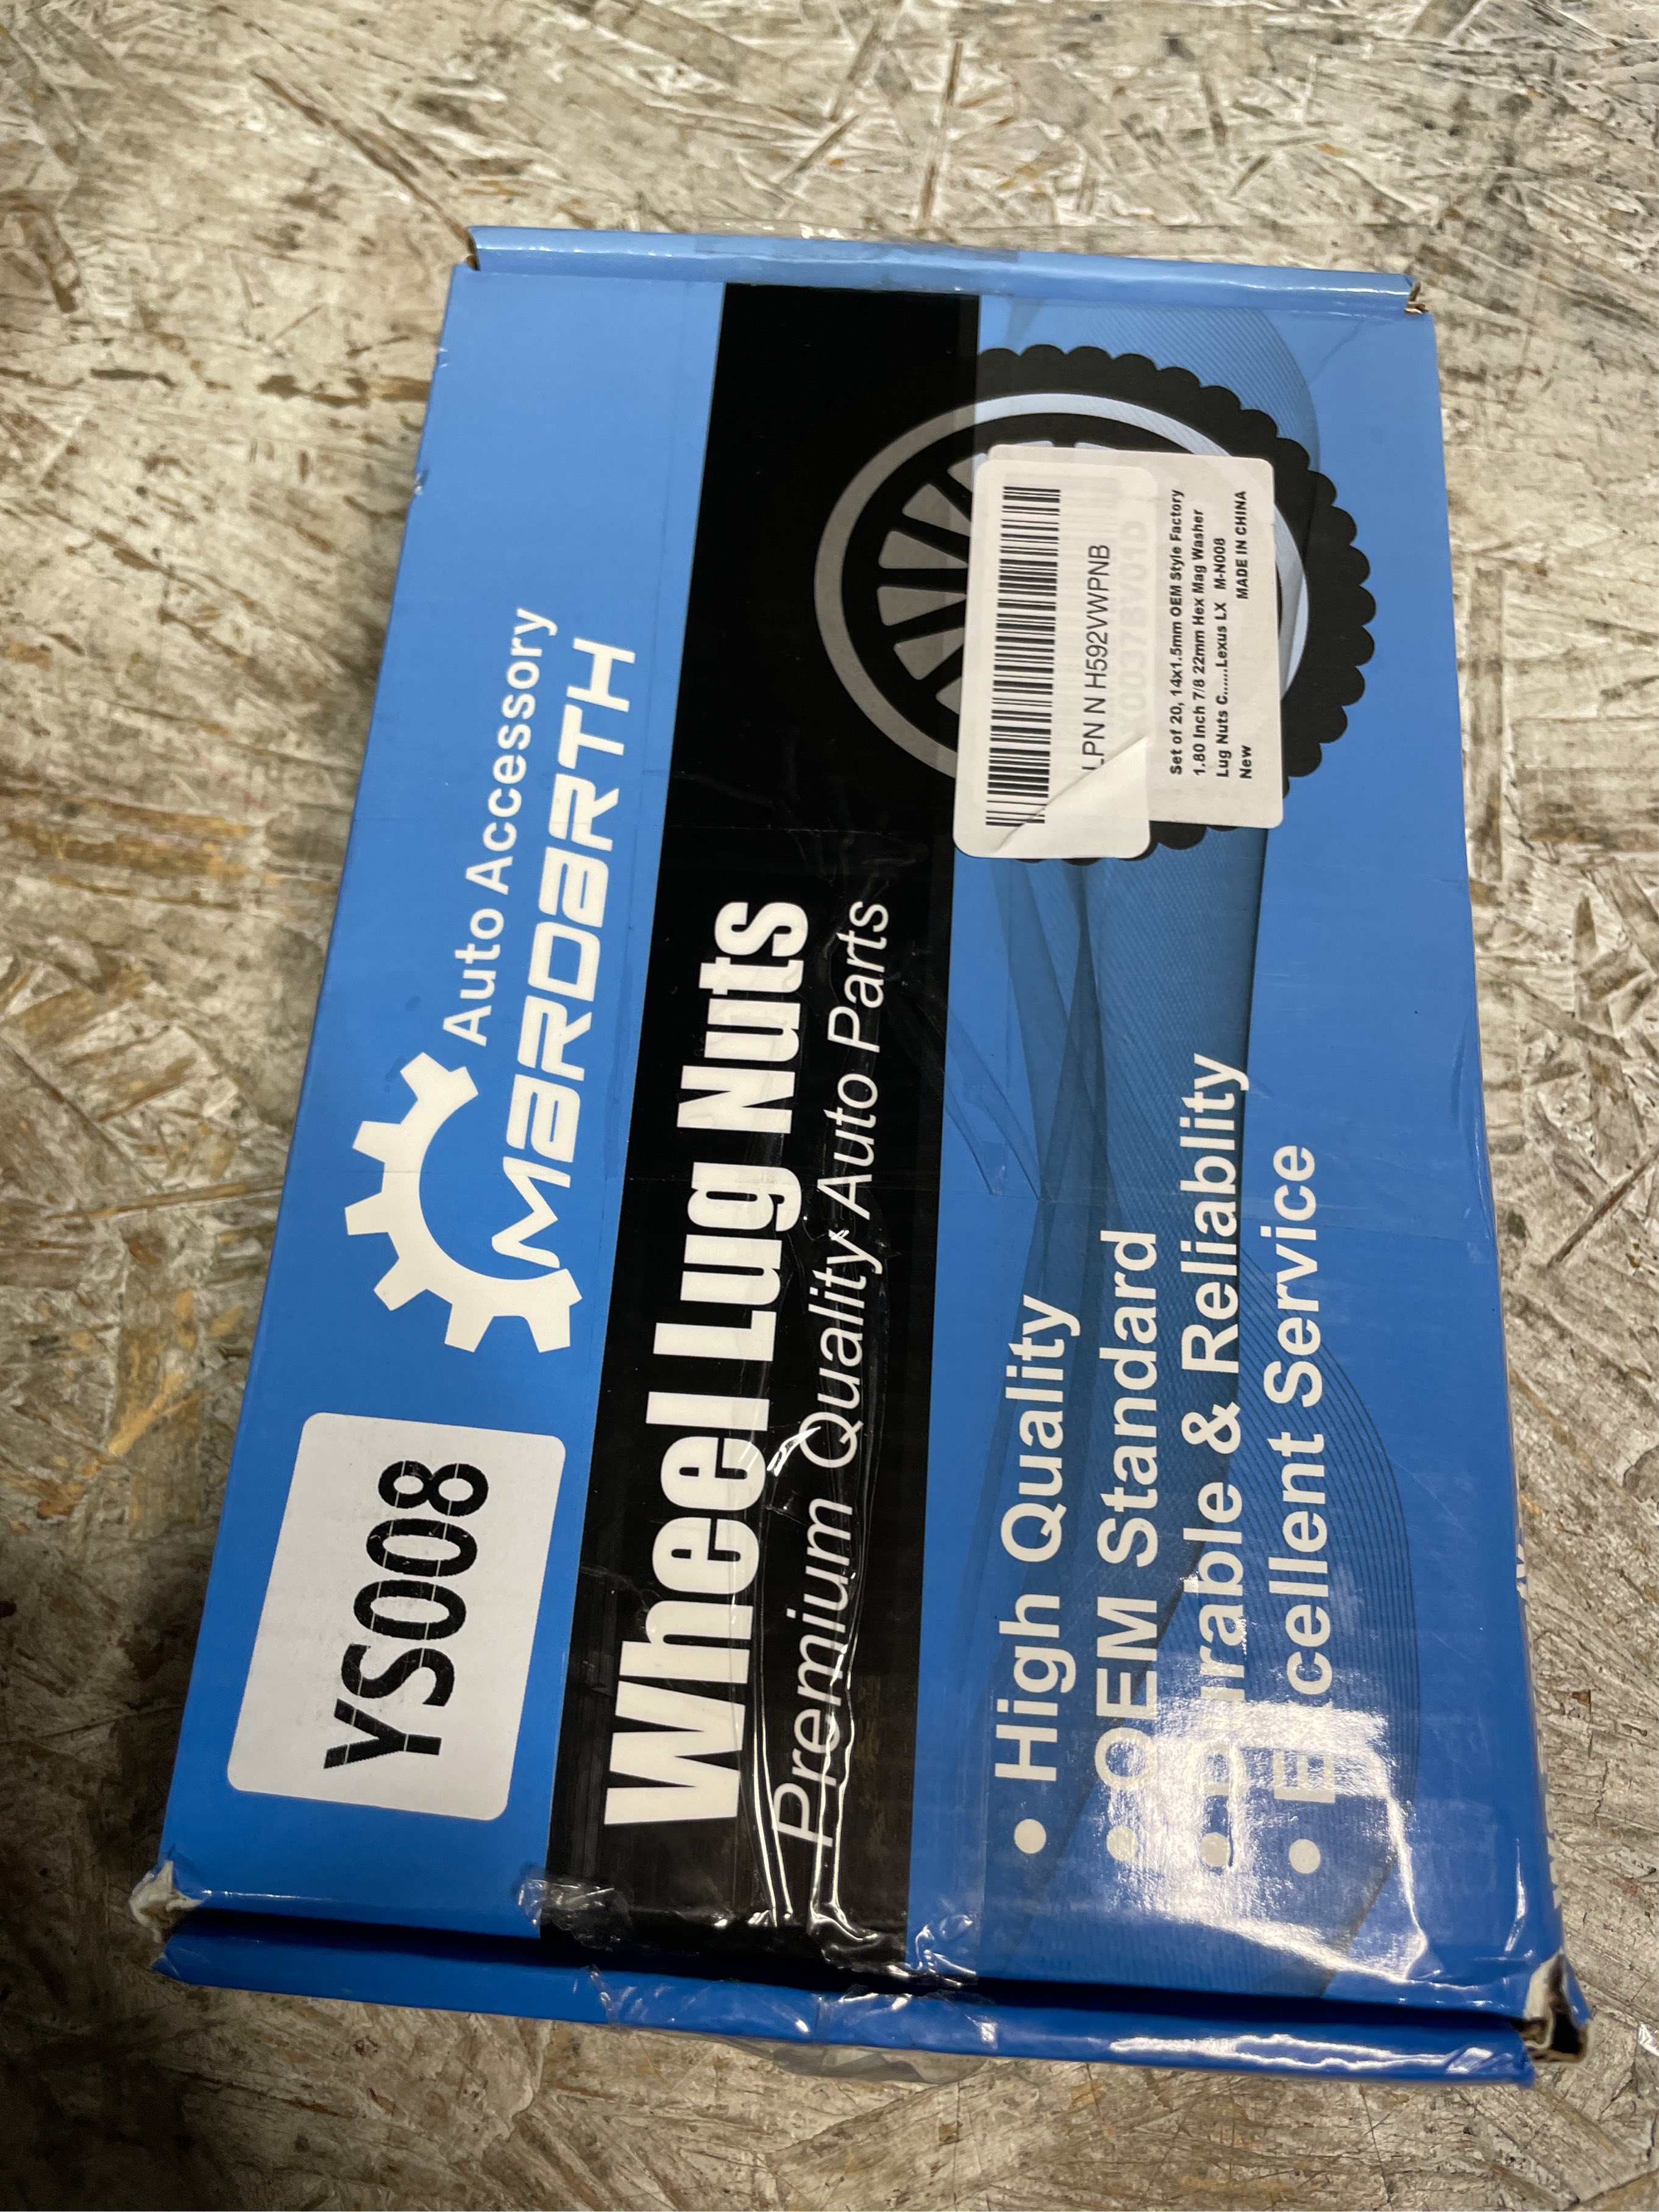 YS008
Auto Accessory
MARDARTH
Wheel Lug Nuts
Premium Quality Auto Parts
• High Quality
• OEM Standard
• Durable & Reliablity
• Excellent Service
LPN N H592VWPNB
Set of 20, 14x1.5mm OEM Style Factory
1.80 Inch 7/8 22mm Hex Mag Washer
Lug Nuts C......Lexus LX M-N008
New MADE IN CHINA